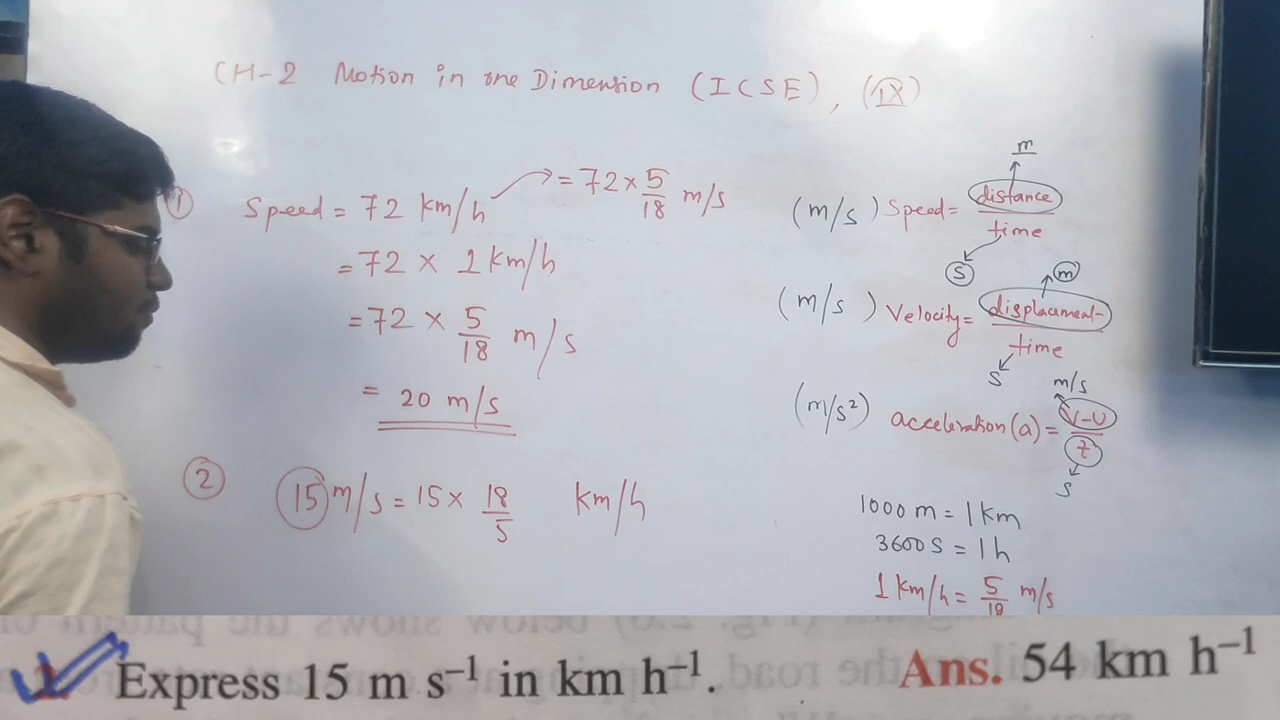 CH-2 Motion in one Dimension (ICSE), (IX)
① Speed = 72 km/h = 72 × 5/18 m/s
= 72 × 1 km/h
= 72 × 5/18 m/s
= 20 m/s
② 15 m/s = 15 × 18/5 km/h
m
(m/s) Speed = distance/time
s
m
(m/s) Velocity = displacement/time
s
m/s
(m/s²) acceleration (a) = V-U/t
s
1000 m = 1 km
3600 s = 1h
1 km/h = 5/18 m/s
2. Express 15 m s⁻¹ in km h⁻¹. Ans. 54 km h⁻¹